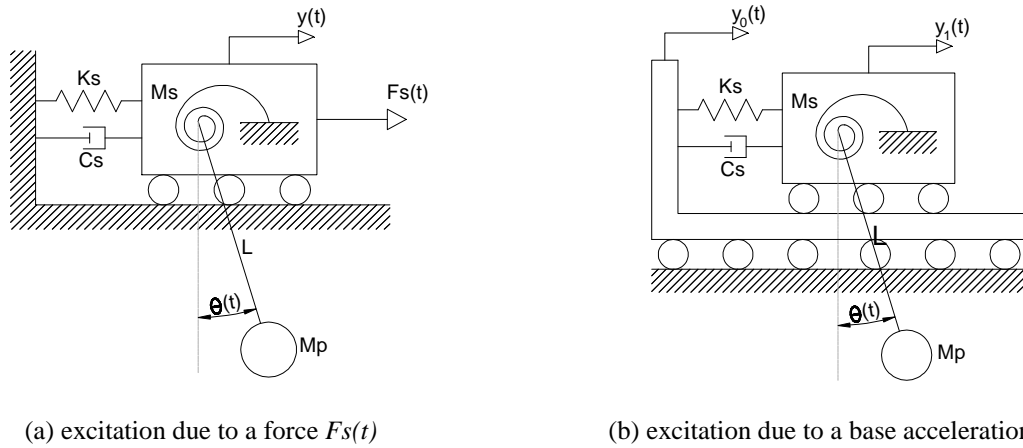 y(t)
Ks
Ms
Fs(t)
Cs
L
θ(t)
Mp
(a) excitation due to a force Fs(t)
y₀(t)
y₁(t)
Ks
Ms
Cs
L
θ(t)
Mp
(b) excitation due to a base acceleration